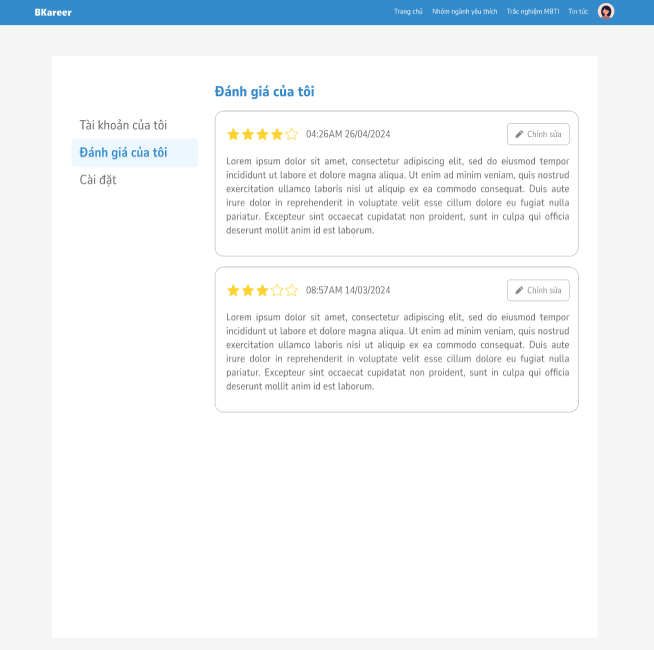 BKareer
Trang chủ Nhóm ngành yêu thích Trắc nghiệm MBTI Tin tức
Tài khoản của tôi
Đánh giá của tôi
Cài đặt
Đánh giá của tôi
04:26AM 26/04/2024 Chỉnh sửa
Lorem ipsum dolor sit amet, consectetur adipiscing elit, sed do eiusmod tempor
incididunt ut labore et dolore magna aliqua. Ut enim ad minim veniam, quis nostrud
exercitation ullamco laboris nisi ut aliquip ex ea commodo consequat. Duis aute
irure dolor in reprehenderit in voluptate velit esse cillum dolore eu fugiat nulla
pariatur. Excepteur sint occaecat cupidatat non proident, sunt in culpa qui officia
deserunt mollit anim id est laborum.
08:57AM 14/03/2024 Chỉnh sửa
Lorem ipsum dolor sit amet, consectetur adipiscing elit, sed do eiusmod tempor
incididunt ut labore et dolore magna aliqua. Ut enim ad minim veniam, quis nostrud
exercitation ullamco laboris nisi ut aliquip ex ea commodo consequat. Duis aute
irure dolor in reprehenderit in voluptate velit esse cillum dolore eu fugiat nulla
pariatur. Excepteur sint occaecat cupidatat non proident, sunt in culpa qui officia
deserunt mollit anim id est laborum.